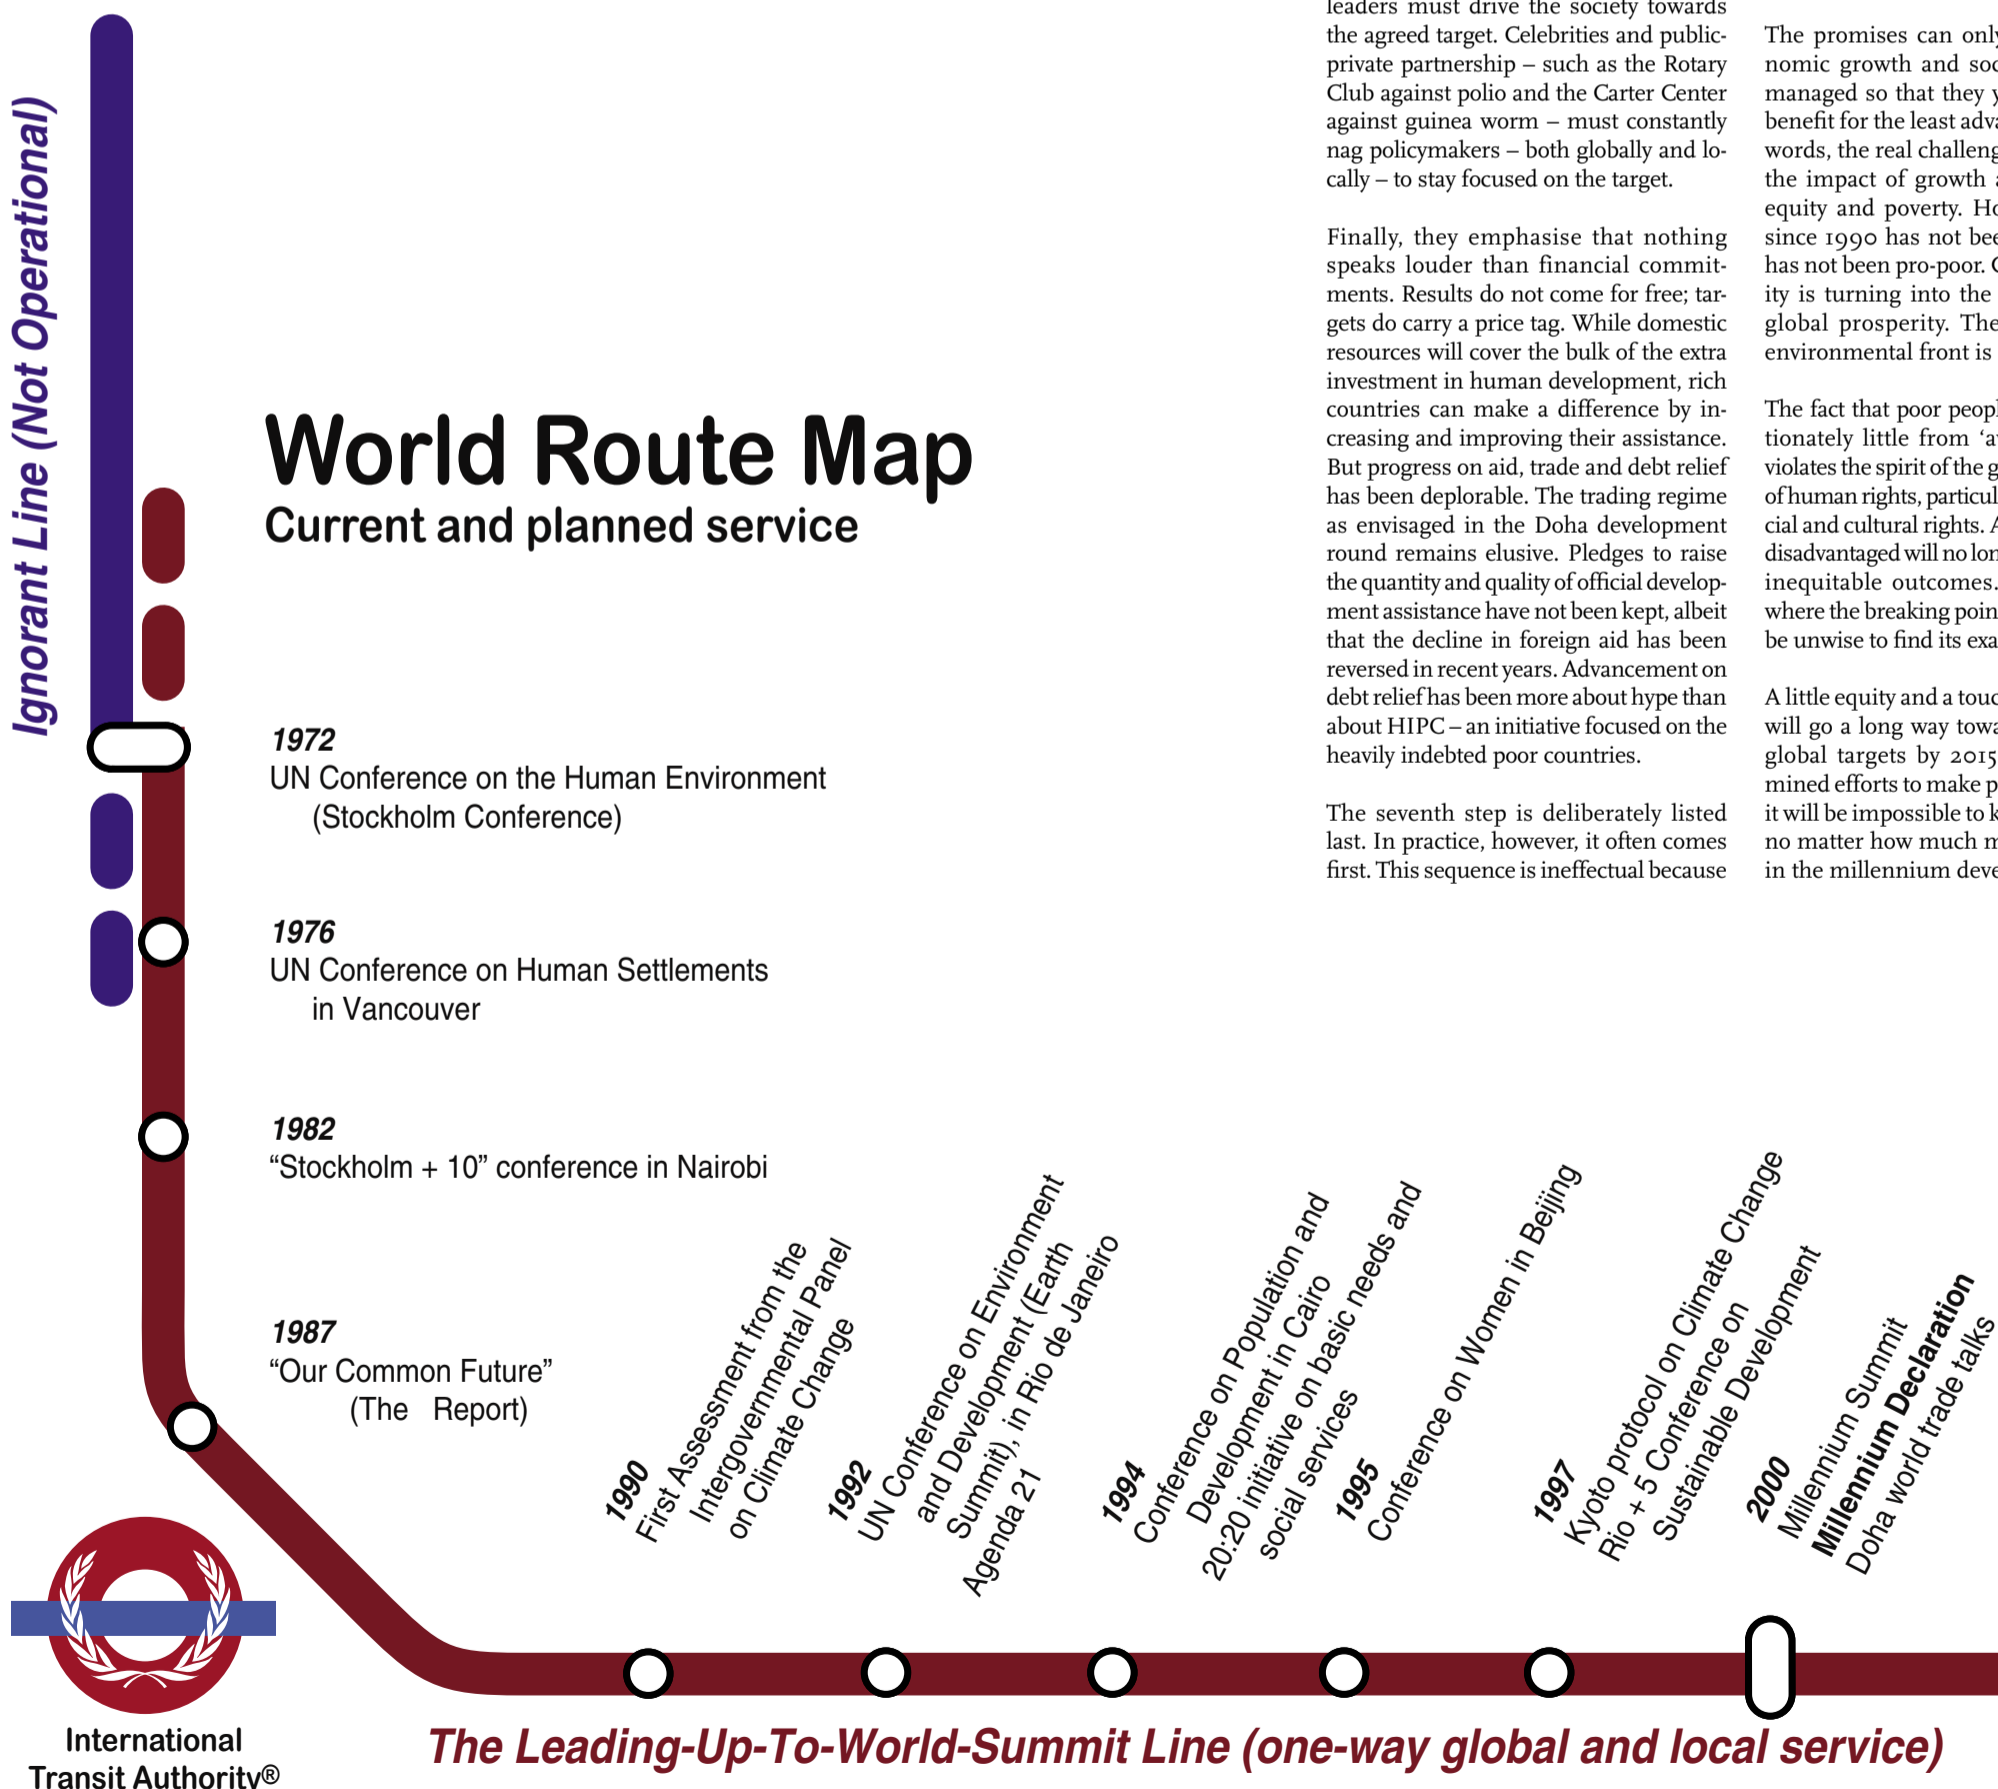 Ignorant Line (Not Operational)
World Route Map
Current and planned service
1972
UN Conference on the Human Environment
(Stockholm Conference)
1976
UN Conference on Human Settlements
in Vancouver
1982
“Stockholm + 10” conference in Nairobi
1987
“Our Common Future”
(The Report)
1990
First Assessment from the
Intergovernmental Panel
on Climate Change
1992
UN Conference on Environment
and Development (Earth
Summit), in Rio de Janeiro
Agenda 21
1994
Conference on Population and
Development in Cairo
20:20 initiative on basic needs and
social services
1995
Conference on Women in Beijing
1997
Kyoto protocol on Climate Change
Rio + 5 Conference on
Sustainable Development
2000
Millennium Summit
Millennium Declaration
Doha world trade talks
The Leading-Up-To-World-Summit Line (one-way global and local service)
International
Transit Authority®
leaders must drive the society towards
the agreed target. Celebrities and public-
private partnership – such as the Rotary
Club against polio and the Carter Center
against guinea worm – must constantly
nag policymakers – both globally and lo-
cally – to stay focused on the target.
Finally, they emphasise that nothing
speaks louder than financial commit-
ments. Results do not come for free; tar-
gets do carry a price tag. While domestic
resources will cover the bulk of the extra
investment in human development, rich
countries can make a difference by in-
creasing and improving their assistance.
But progress on aid, trade and debt relief
has been deplorable. The trading regime
as envisaged in the Doha development
round remains elusive. Pledges to raise
the quantity and quality of official develop-
ment assistance have not been kept, albeit
that the decline in foreign aid has been
reversed in recent years. Advancement on
debt relief has been more about hype than
about HIPC – an initiative focused on the
heavily indebted poor countries.
The seventh step is deliberately listed
last. In practice, however, it often comes
first. This sequence is ineffectual because
The promises can only
nomic growth and soc
managed so that they y
benefit for the least adva
words, the real challeng
the impact of growth a
equity and poverty. Ho
since 1990 has not bee
has not been pro-poor. G
ity is turning into the
global prosperity. The
environmental front is
The fact that poor peopl
tionately little from ‘av
violates the spirit of the g
of human rights, particul
cial and cultural rights. A
disadvantaged will no lon
inequitable outcomes.
where the breaking poin
be unwise to find its exa
A little equity and a touc
will go a long way towa
global targets by 2015
mined efforts to make p
it will be impossible to k
no matter how much m
in the millennium deve